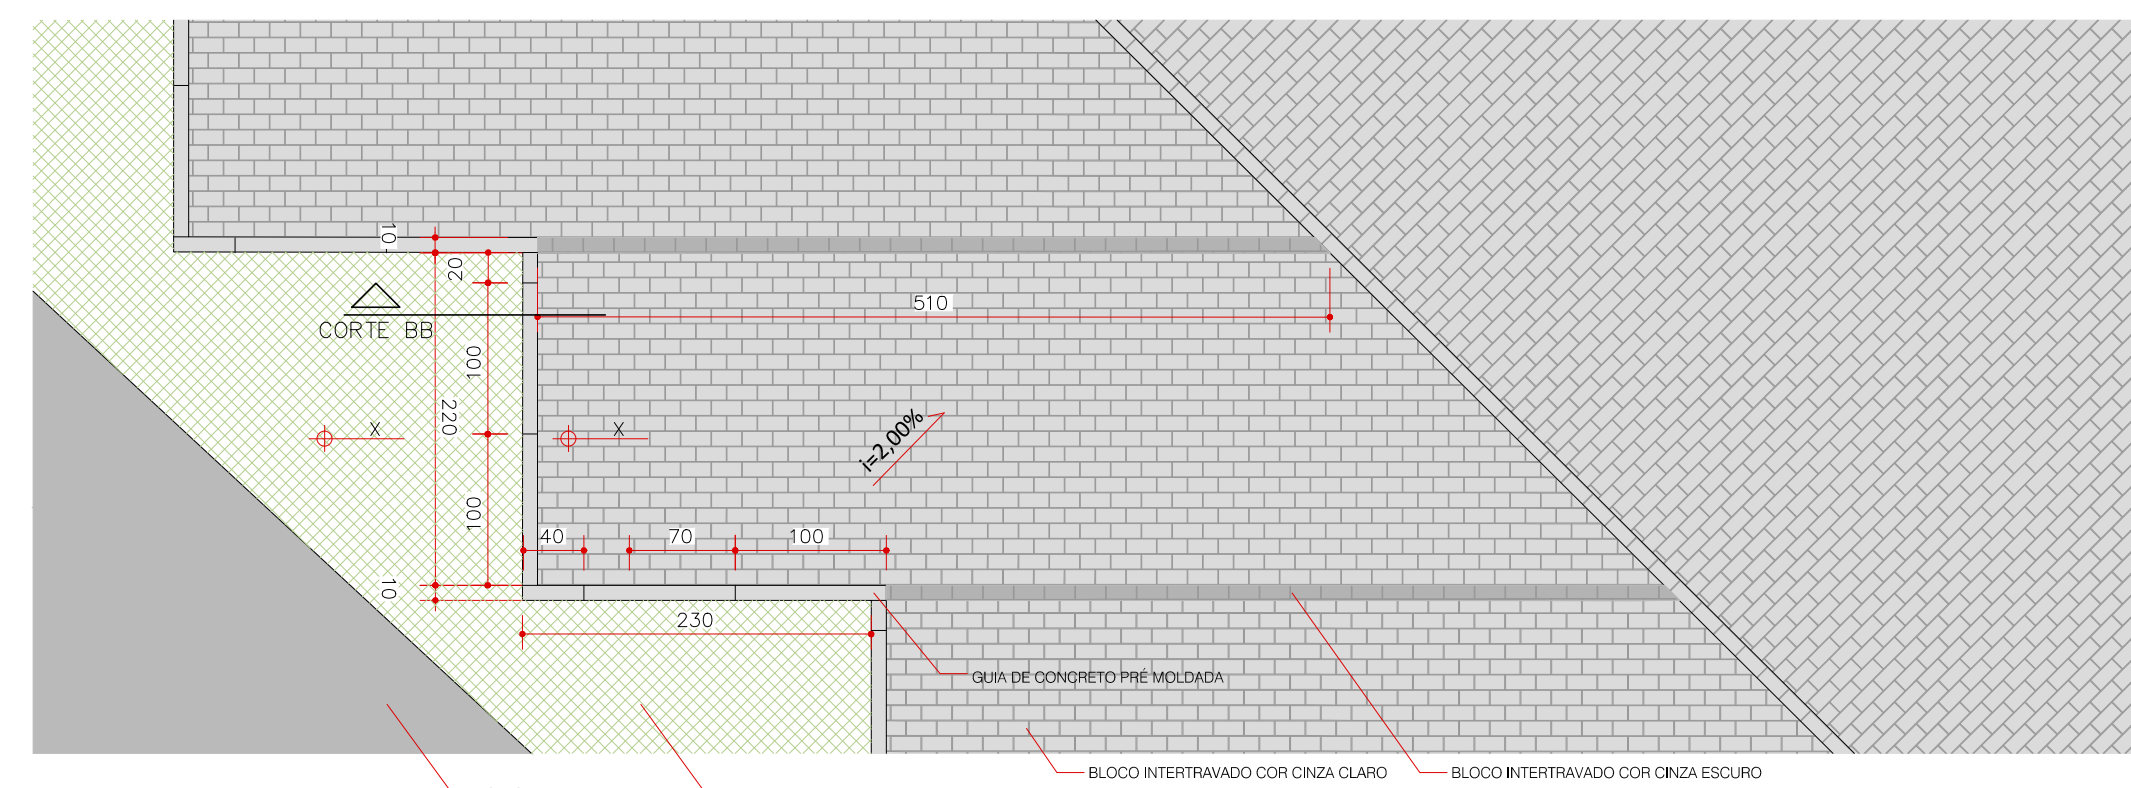 10
20
510
CORTE BB
100
220
X
X
i=2,00%
100
40
70
100
10
230
GUIA DE CONCRETO PRÉ MOLDADA
BLOCO INTERTRAVADO COR CINZA CLARO
BLOCO INTERTRAVADO COR CINZA ESCURO